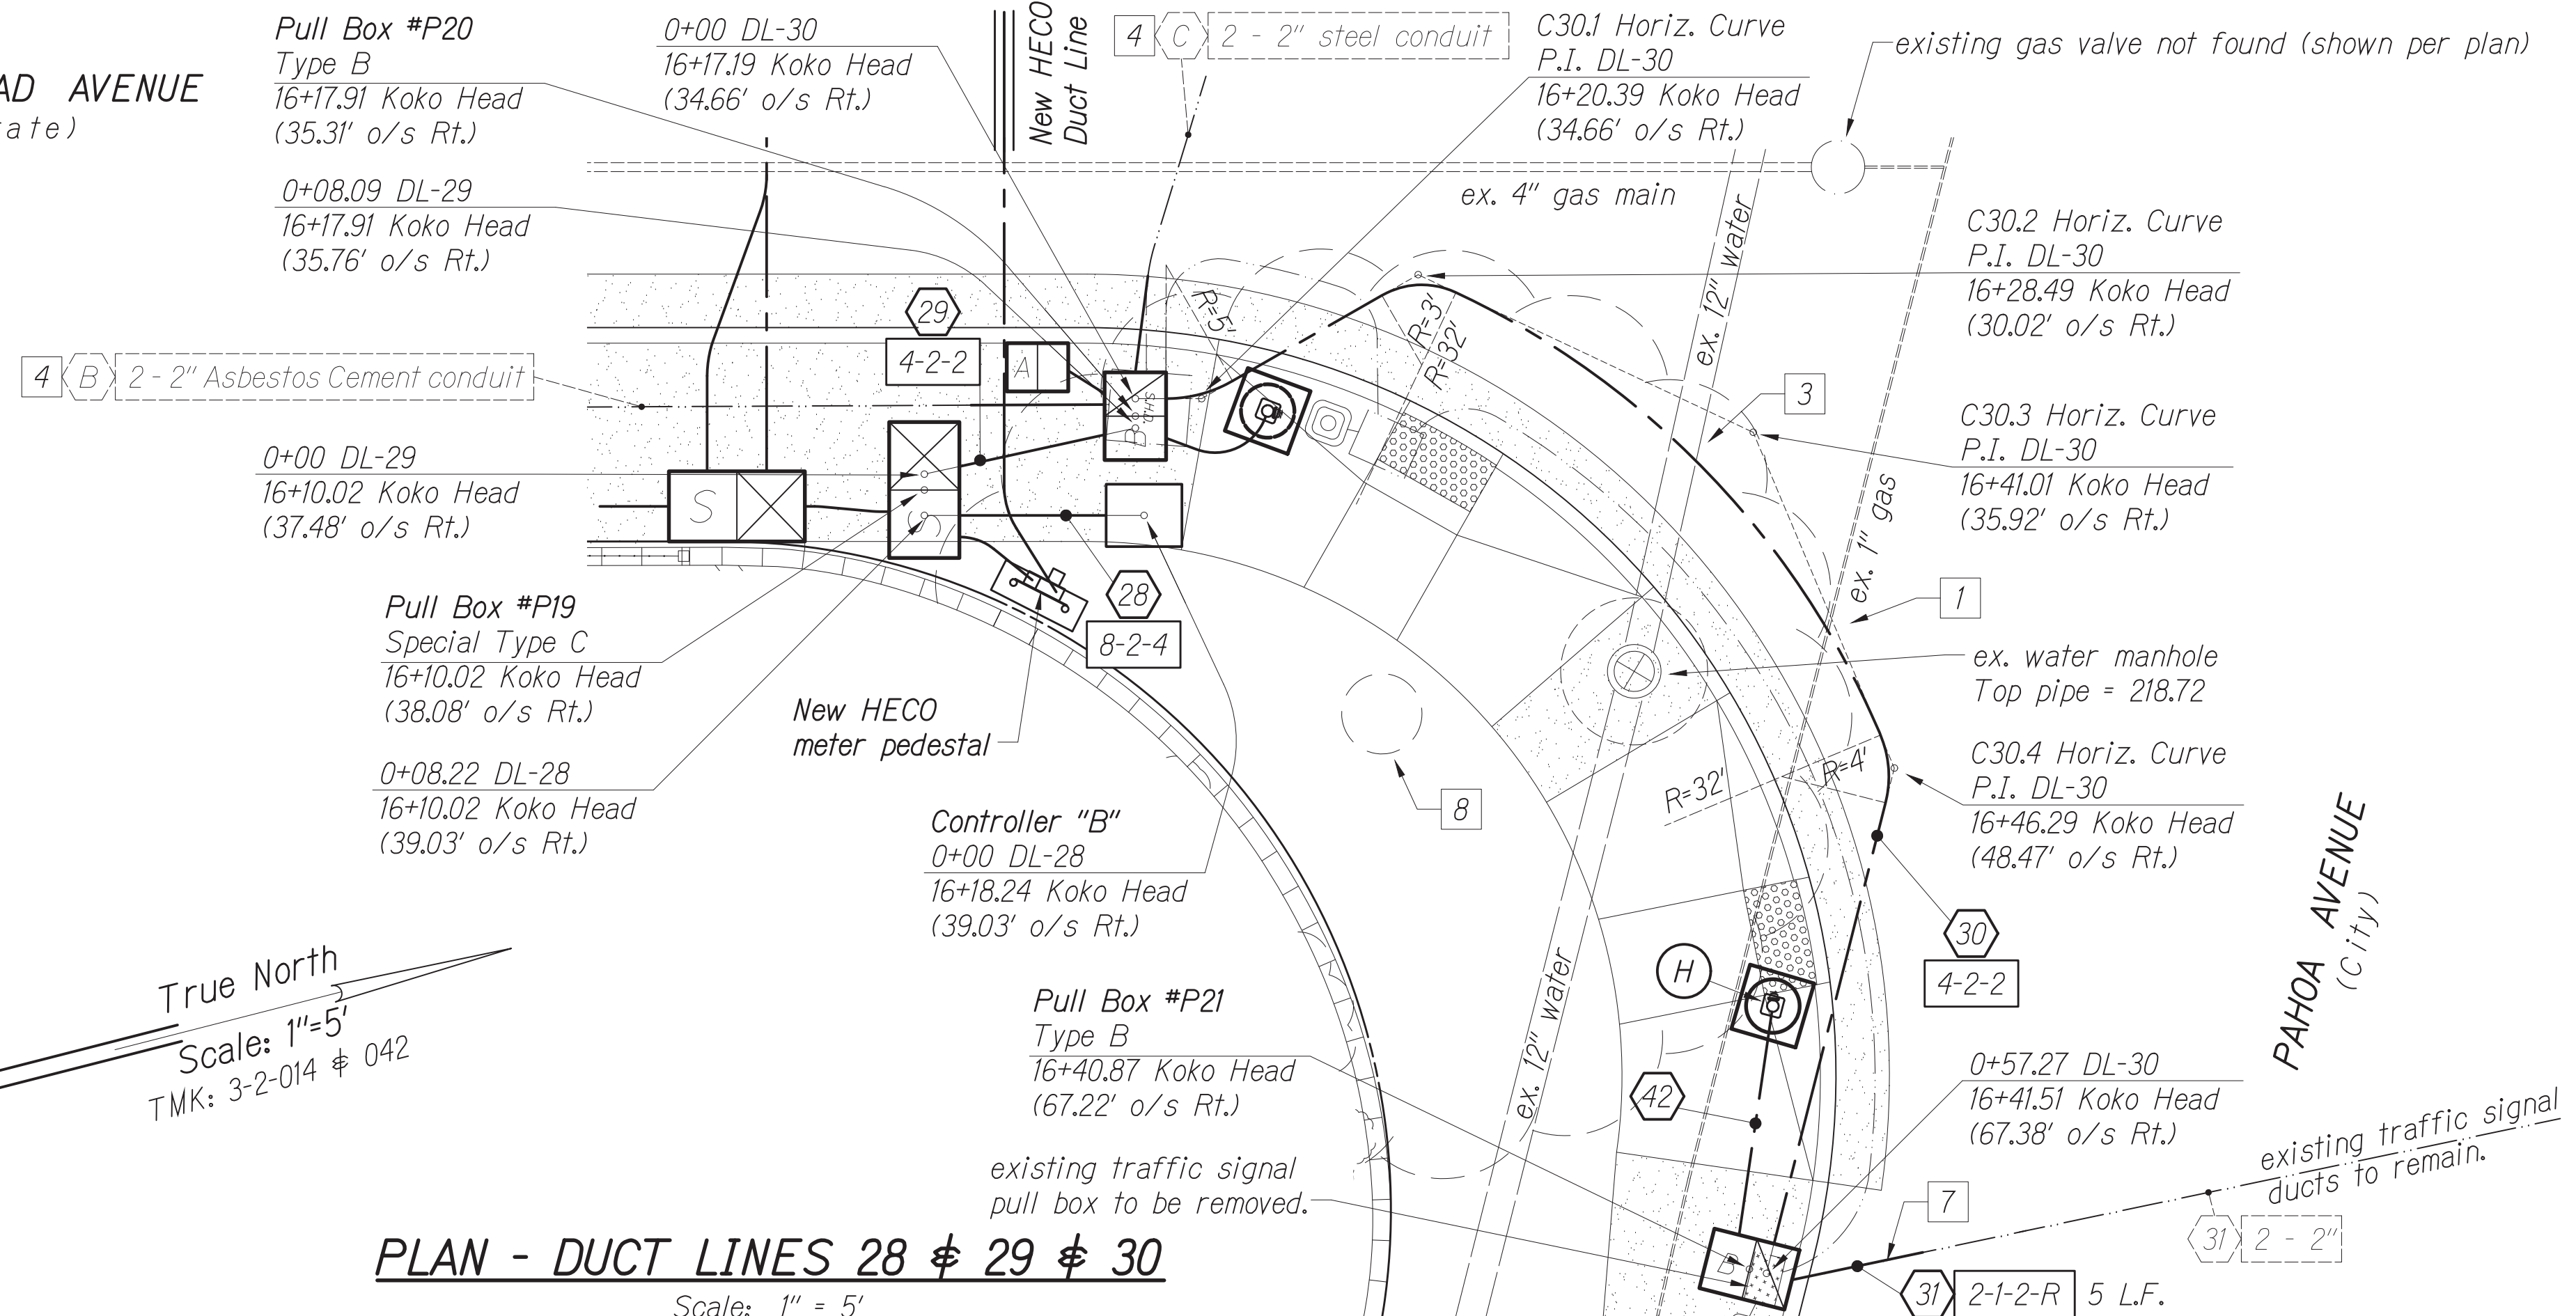 AD AVENUE
ate)
Pull Box #P20
Type B
16+17.91 Koko Head
(35.31' o/s Rt.)
0+08.09 DL-29
16+17.91 Koko Head
(35.76' o/s Rt.)
0+00 DL-30
16+17.19 Koko Head
(34.66' o/s Rt.)
New HECO
Duct Line
4 C 2 - 2" steel conduit
C30.1 Horiz. Curve
P.I. DL-30
16+20.39 Koko Head
(34.66' o/s Rt.)
existing gas valve not found (shown per plan)
ex. 4" gas main
ex. 12" water
C30.2 Horiz. Curve
P.I. DL-30
16+28.49 Koko Head
(30.02' o/s Rt.)
29
4-2-2
A
B
CHS
R=5'
R=3'
R=32'
4 B 2 - 2" Asbestos Cement conduit
3
C30.3 Horiz. Curve
P.I. DL-30
16+41.01 Koko Head
(35.92' o/s Rt.)
0+00 DL-29
16+10.02 Koko Head
(37.48' o/s Rt.)
S
S
ex. 1" gas
1
28
8-2-4
Pull Box #P19
Special Type C
16+10.02 Koko Head
(38.08' o/s Rt.)
New HECO
meter pedestal
ex. water manhole
Top pipe = 218.72
0+08.22 DL-28
16+10.02 Koko Head
(39.03' o/s Rt.)
8
R=32'
R=4'
C30.4 Horiz. Curve
P.I. DL-30
16+46.29 Koko Head
(48.47' o/s Rt.)
Controller "B"
0+00 DL-28
16+18.24 Koko Head
(39.03' o/s Rt.)
PAHOA AVENUE
(City)
30
4-2-2
True North
Scale: 1"=5'
TMK: 3-2-014 & 042
H
ex. 12" water
Pull Box #P21
Type B
16+40.87 Koko Head
(67.22' o/s Rt.)
42
0+57.27 DL-30
16+41.51 Koko Head
(67.38' o/s Rt.)
existing traffic signal
pull box to be removed.
existing traffic signal
ducts to remain.
7
31 2 - 2"
B
31 2-1-2-R 5 L.F.
PLAN - DUCT LINES 28 & 29 & 30
Scale: 1" = 5'